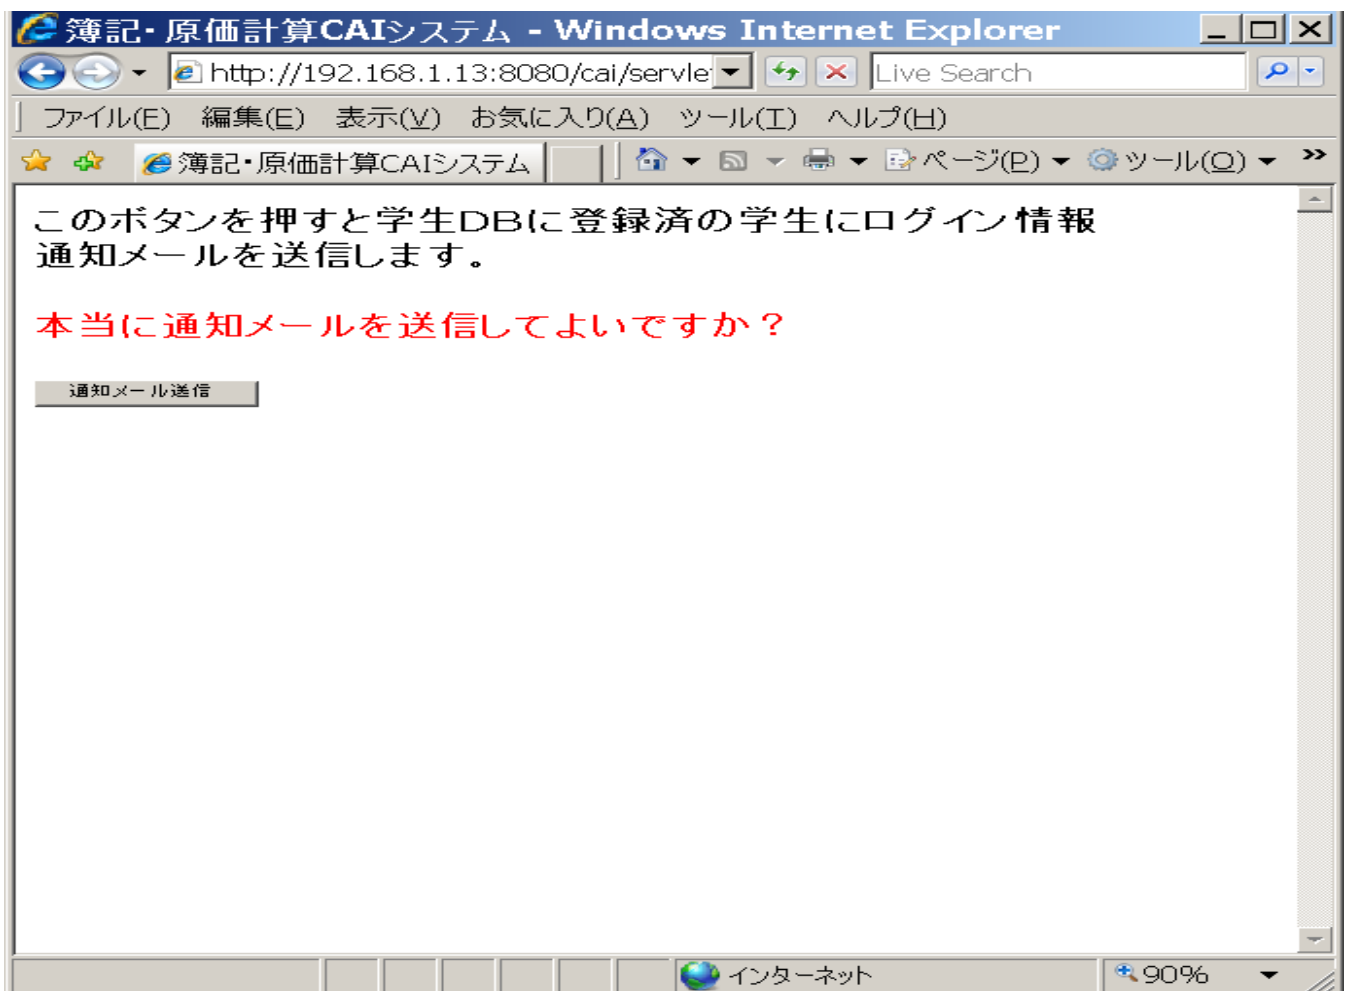 簿記・原価計算CAIシステム - Windows Internet Explorer
http://192.168.1.13:8080/cai/servle
Live Search
ファイル(F) 編集(E) 表示(V) お気に入り(A) ツール(T) ヘルプ(H)
簿記・原価計算CAIシステム ページ(P) ツール(O) »
このボタンを押すと学生DBに登録済の学生にログイン情報
通知メールを送信します。
本当に通知メールを送信してよいですか？
通知メール送信
インターネット 90%